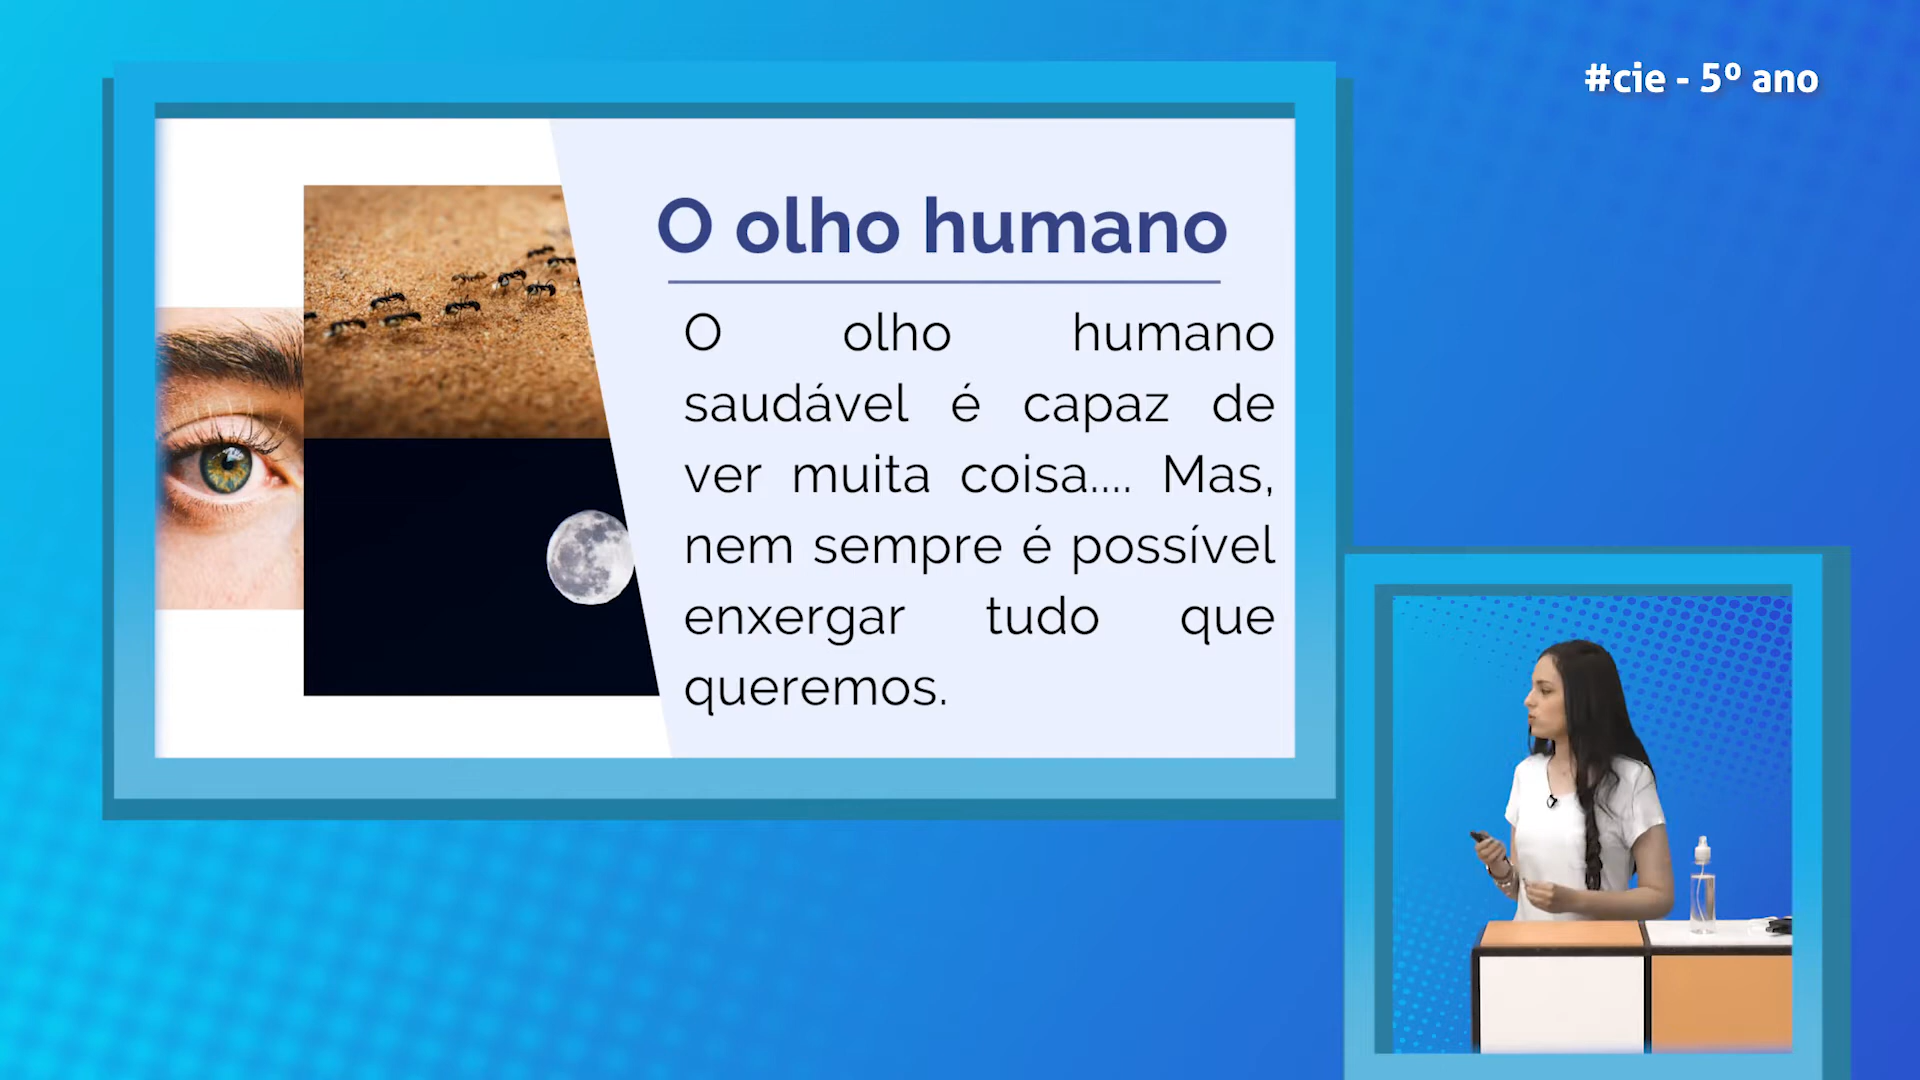 #cie - 5º ano
O olho humano
O olho humano
saudável é capaz de
ver muita coisa.... Mas,
nem sempre é possível
enxergar tudo que
queremos.